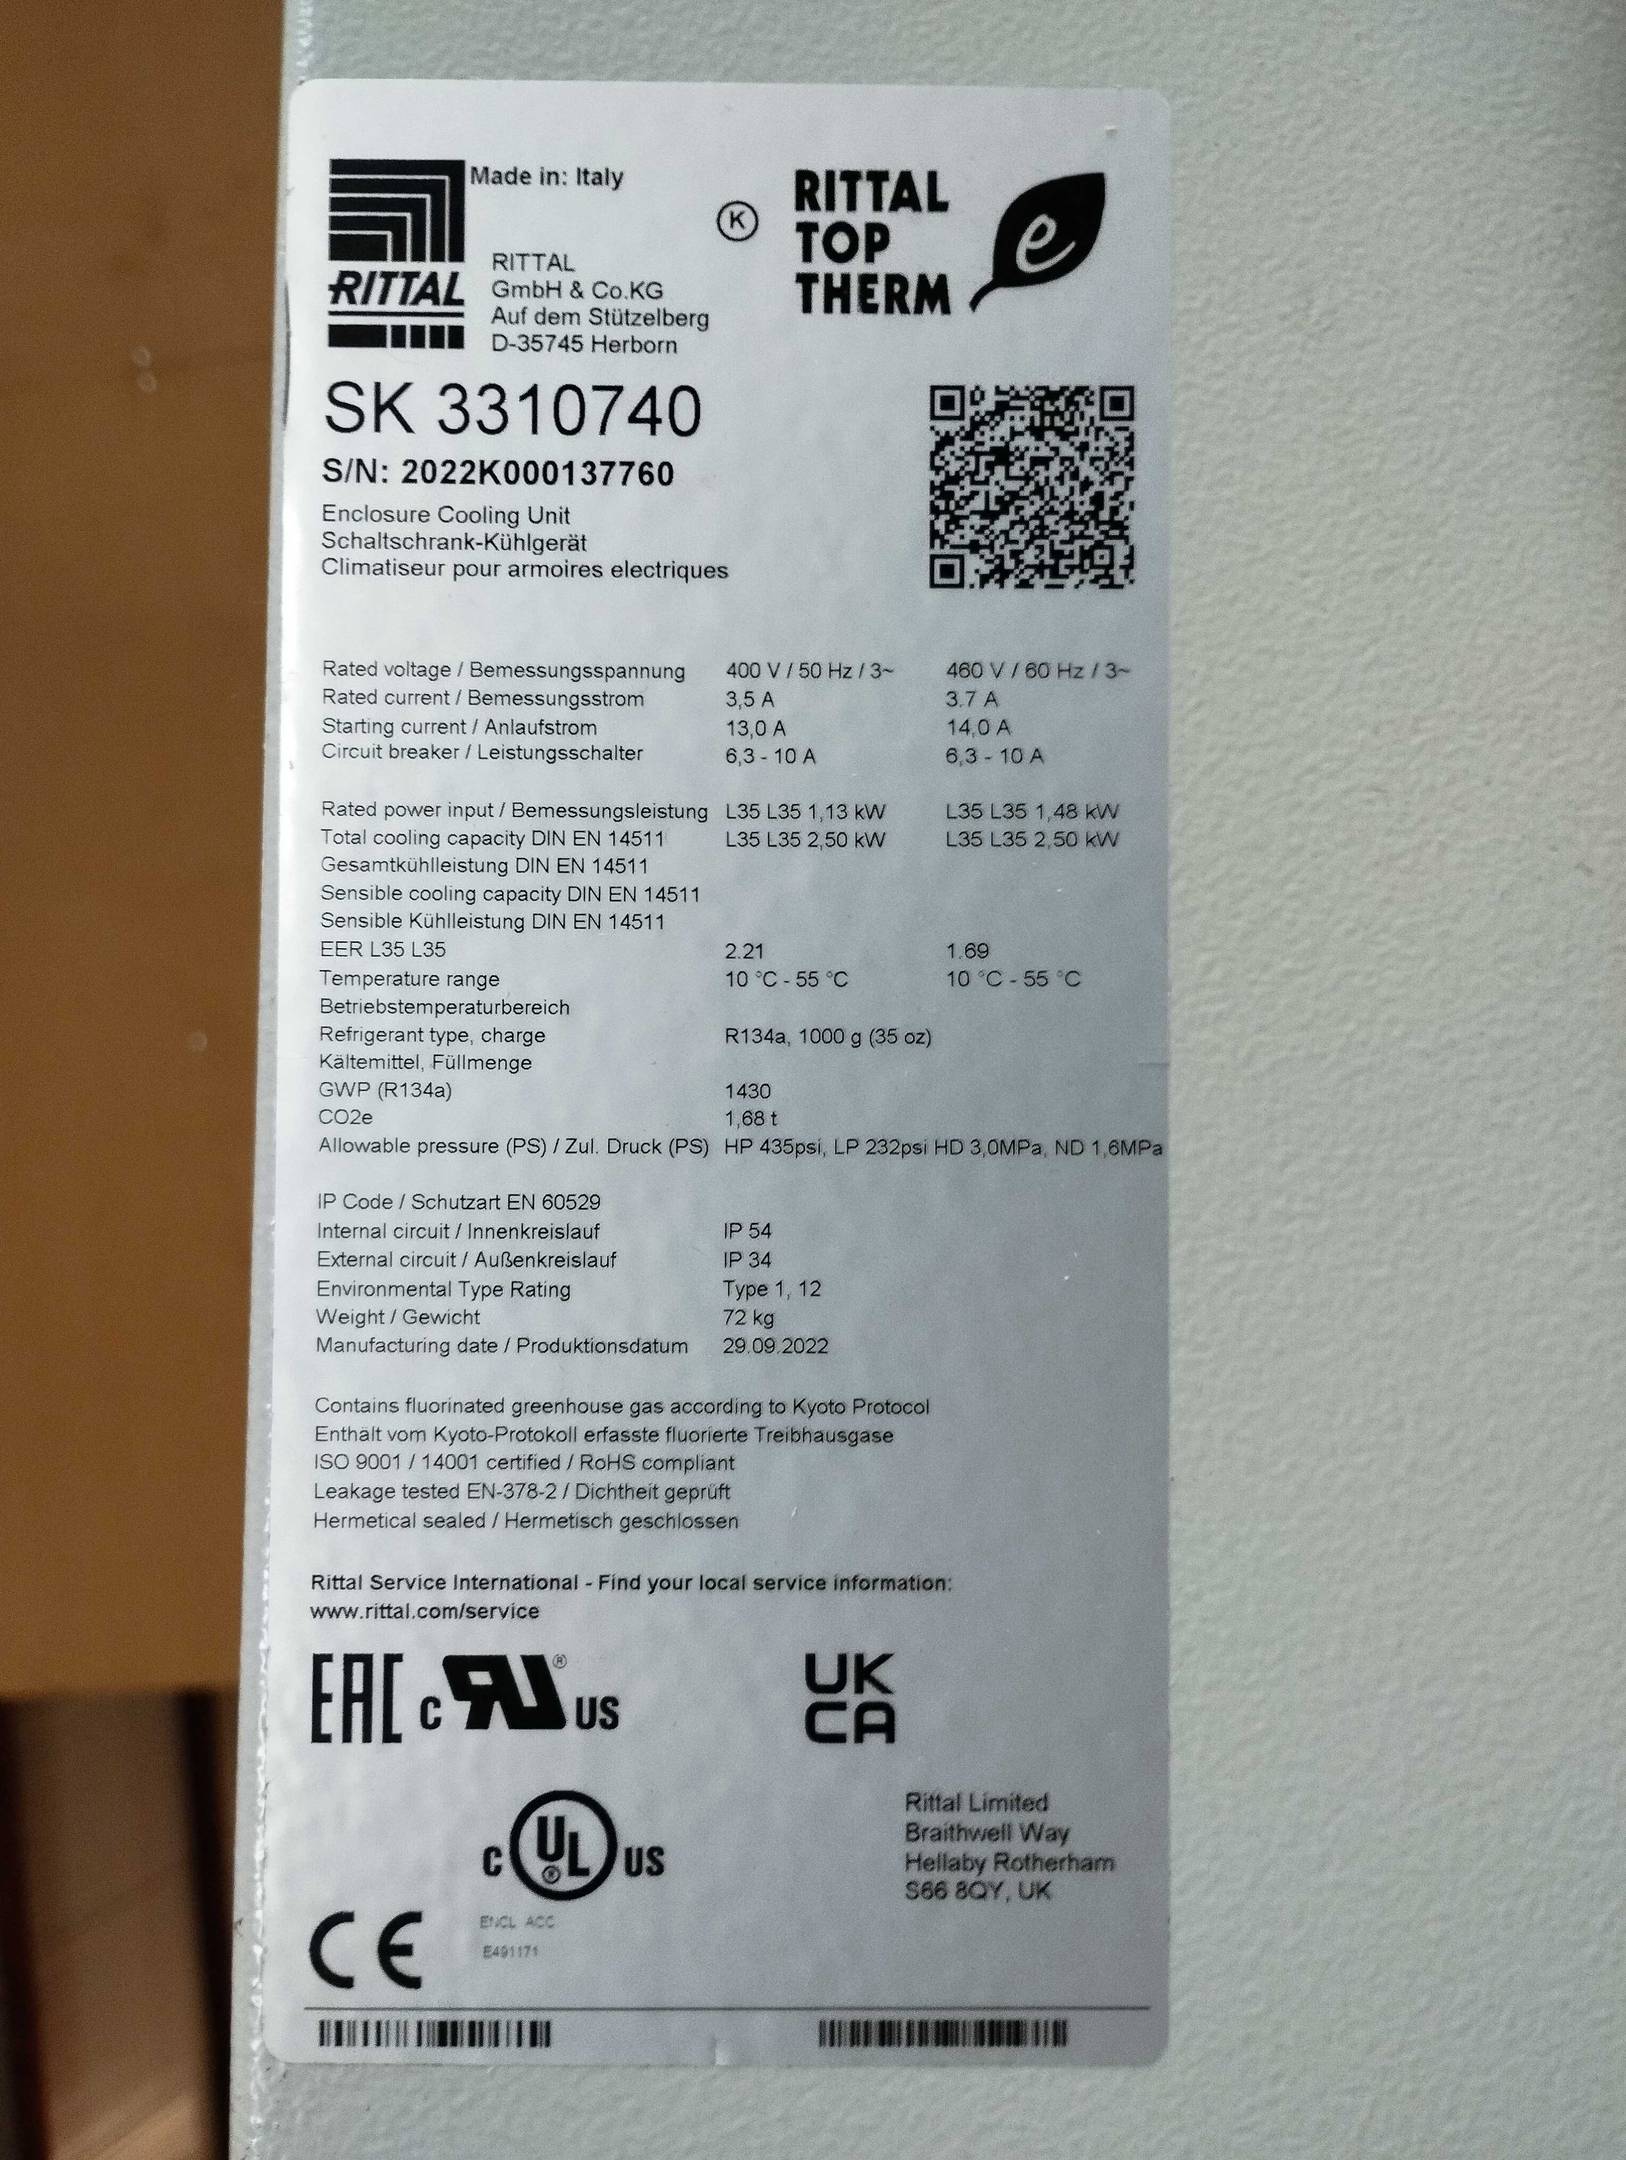 Made in: Italy
RITTAL
RITTAL
GmbH & Co.KG
Auf dem Stützelberg
D-35745 Herborn
K
RITTAL
TOP
THERM
e
SK 3310740
S/N: 2022K000137760
Enclosure Cooling Unit
Schaltschrank-Kühlgerät
Climatiseur pour armoires electriques
Rated voltage / Bemessungsspannung 400 V / 50 Hz / 3~ 460 V / 60 Hz / 3~
Rated current / Bemessungsstrom 3,5 A 3.7 A
Starting current / Anlaufstrom 13,0 A 14,0 A
Circuit breaker / Leistungsschalter 6,3 - 10 A 6,3 - 10 A
Rated power input / Bemessungsleistung L35 L35 1,13 kW L35 L35 1,48 kW
Total cooling capacity DIN EN 14511 L35 L35 2,50 kW L35 L35 2,50 kW
Gesamtkühlleistung DIN EN 14511
Sensible cooling capacity DIN EN 14511
Sensible Kühlleistung DIN EN 14511
EER L35 L35 2.21 1.69
Temperature range 10 °C - 55 °C 10 °C - 55 °C
Betriebstemperaturbereich
Refrigerant type, charge R134a, 1000 g (35 oz)
Kältemittel, Füllmenge
GWP (R134a) 1430
CO2e 1,68 t
Allowable pressure (PS) / Zul. Druck (PS) HP 435psi, LP 232psi HD 3,0MPa, ND 1,6MPa
IP Code / Schutzart EN 60529
Internal circuit / Innenkreislauf IP 54
External circuit / Außenkreislauf IP 34
Environmental Type Rating Type 1, 12
Weight / Gewicht 72 kg
Manufacturing date / Produktionsdatum 29.09.2022
Contains fluorinated greenhouse gas according to Kyoto Protocol
Enthält vom Kyoto-Protokoll erfasste fluorierte Treibhausgase
ISO 9001 / 14001 certified / RoHS compliant
Leakage tested EN-378-2 / Dichtheit geprüft
Hermetical sealed / Hermetisch geschlossen
Rittal Service International - Find your local service information:
www.rittal.com/service
EAC c RU ® US
UK
CA
c UL ® US
ENCL ACC
E491171
CE
Rittal Limited
Braithwell Way
Hellaby Rotherham
S66 8QY, UK